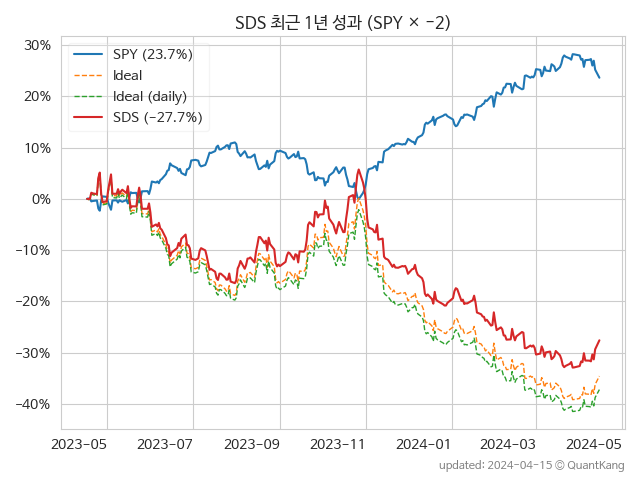 SDS 최근 1년 성과 (SPY × −2)
SPY (23.7%)
Ideal
Ideal (daily)
SDS (−27.7%)
30%
20%
10%
0%
−10%
−20%
−30%
−40%
2023-05 2023-07 2023-09 2023-11 2024-01 2024-03 2024-05
updated: 2024-04-15 © QuantKang